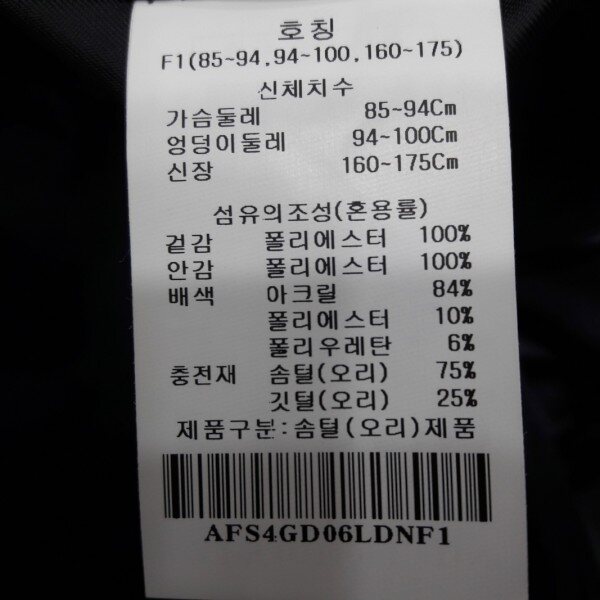 호칭
F1(85~94,94~100,160~175)
신체치수
가슴둘레 85~94Cm
엉덩이둘레 94~100Cm
신장 160~175Cm
섬유의조성(혼용률)
겉감 폴리에스터 100%
안감 폴리에스터 100%
배색 아크릴 84%
폴리에스터 10%
폴리우레탄 6%
충전재 솜털(오리) 75%
깃털(오리) 25%
제품구분:솜털(오리)제품
AFS4GD06LDNF1